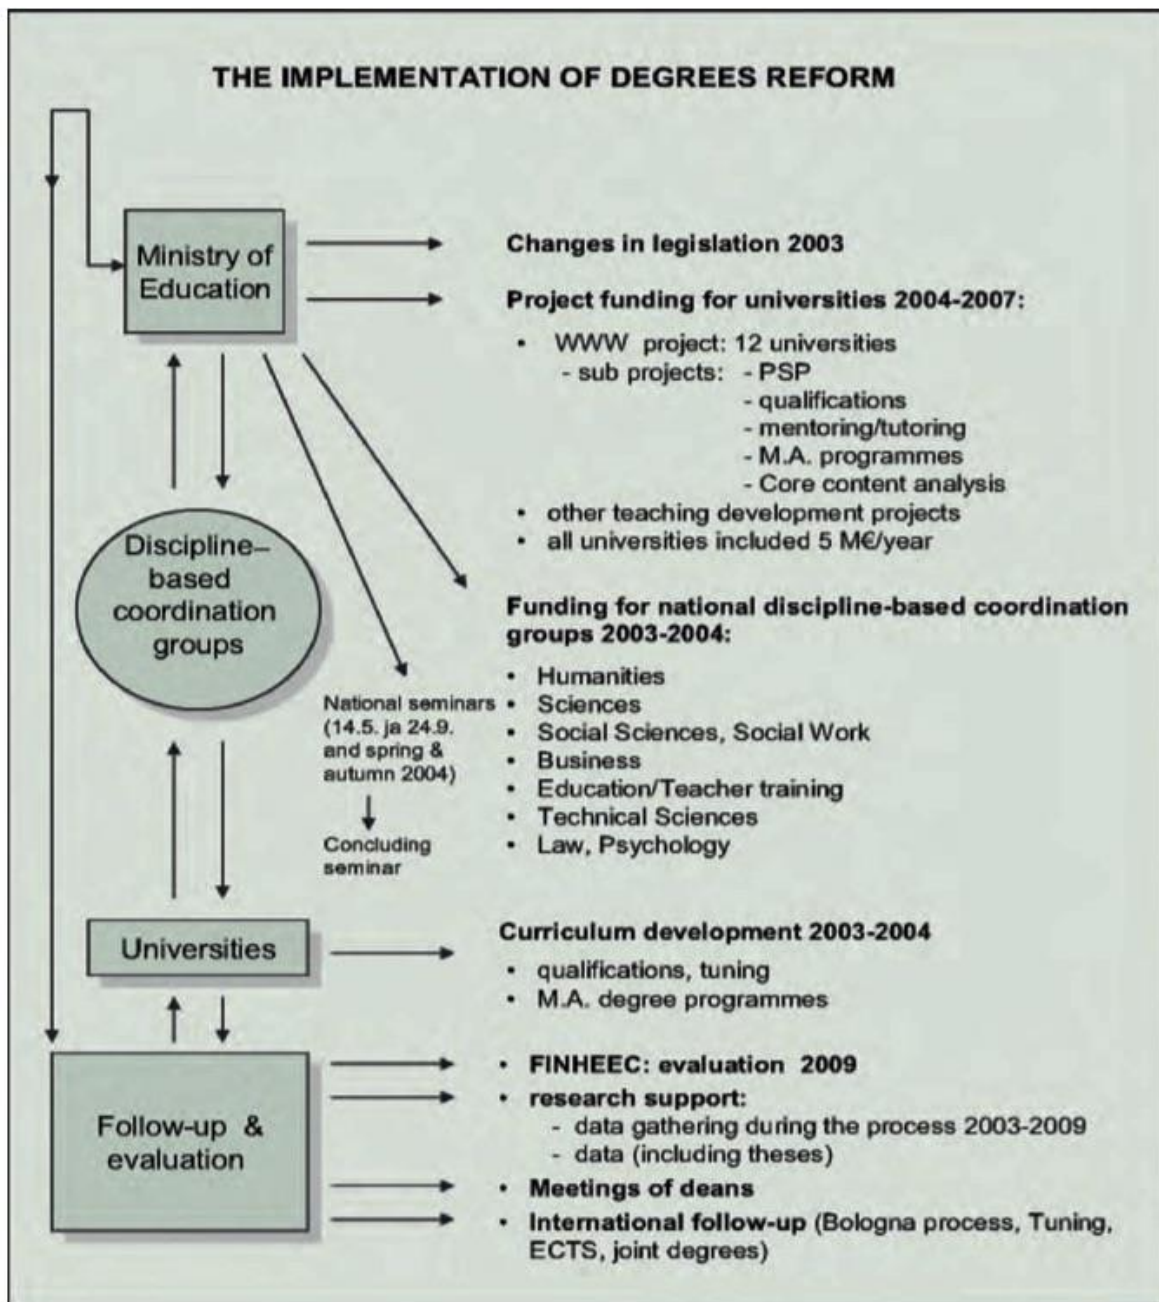 THE IMPLEMENTATION OF DEGREES REFORM
Ministry of
Education
Changes in legislation 2003
Project funding for universities 2004-2007:
• WWW project: 12 universities
- sub projects: - PSP
- qualifications
- mentoring/tutoring
- M.A. programmes
- Core content analysis
• other teaching development projects
• all universities included 5 M€/year
Discipline–
based
coordination
groups
Funding for national discipline-based coordination
groups 2003-2004:
• Humanities
• Sciences
• Social Sciences, Social Work
• Business
• Education/Teacher training
• Technical Sciences
• Law, Psychology
National seminars
(14.5. ja 24.9.
and spring &
autumn 2004)
Concluding
seminar
Universities
Curriculum development 2003-2004
• qualifications, tuning
• M.A. degree programmes
Follow-up &
evaluation
• FINHEEC: evaluation 2009
• research support:
- data gathering during the process 2003-2009
- data (including theses)
• Meetings of deans
• International follow-up (Bologna process, Tuning,
ECTS, joint degrees)